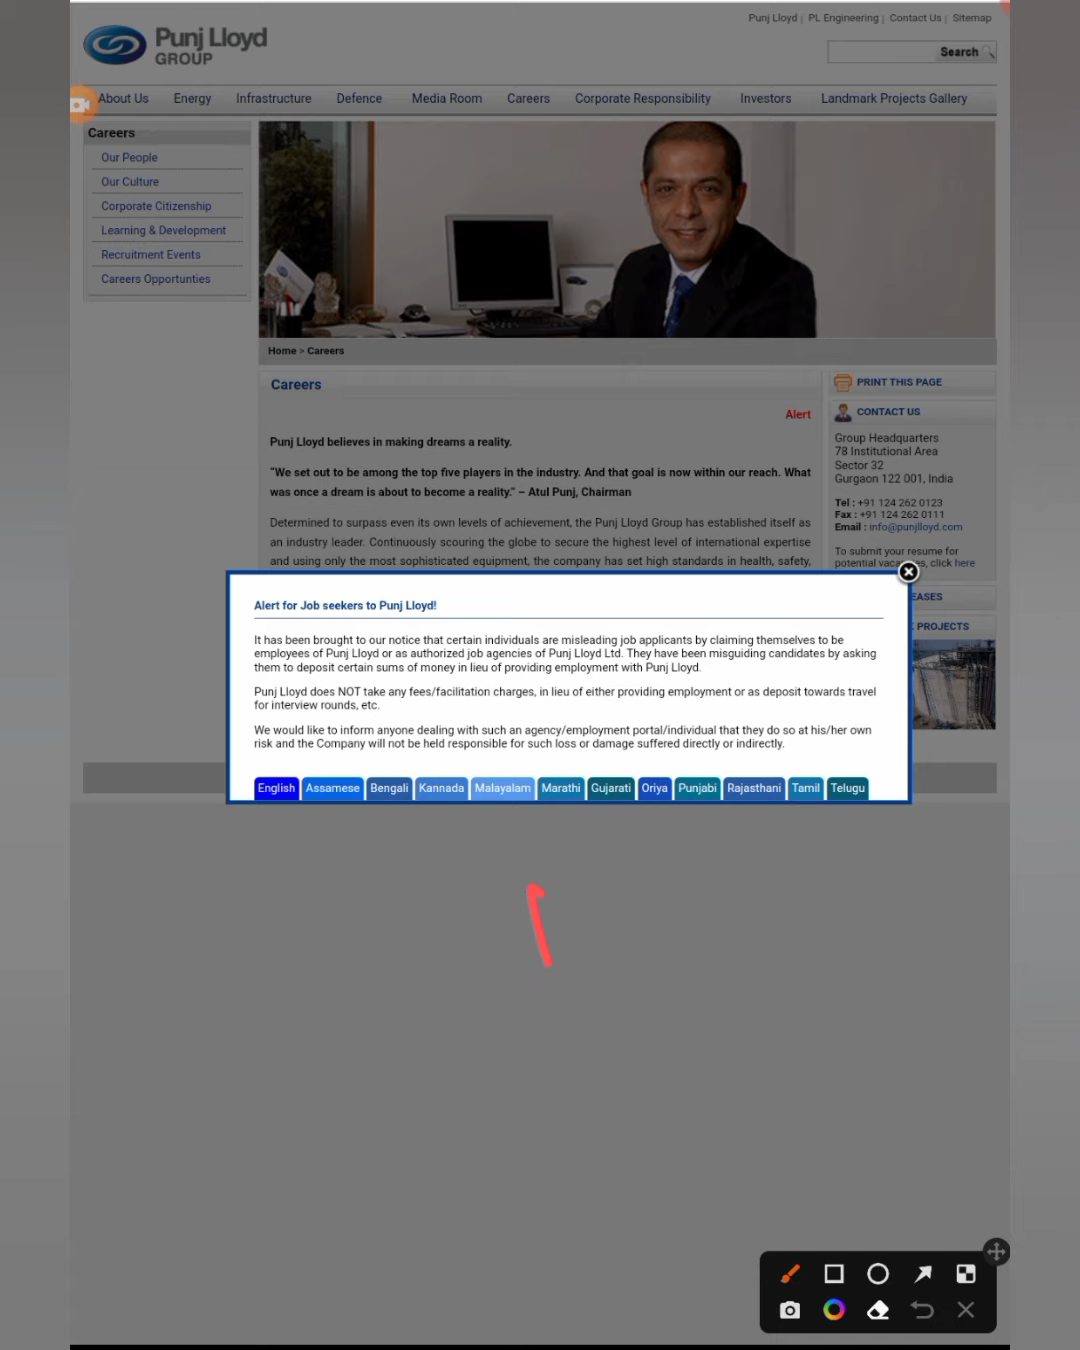 Punj Lloyd | PL Engineering | Contact Us | Sitemap
Punj Lloyd
GROUP
Search
About Us Energy Infrastructure Defence Media Room Careers Corporate Responsibility Investors Landmark Projects Gallery
Careers
Our People
Our Culture
Corporate Citizenship
Learning & Development
Recruitment Events
Careers Opportunties
Home > Careers
Careers
Alert
Punj Lloyd believes in making dreams a reality.
"We set out to be among the top five players in the industry. And that goal is now within our reach. What
was once a dream is about to become a reality." – Atul Punj, Chairman
Determined to surpass even its own levels of achievement, the Punj Lloyd Group has established itself as
an industry leader. Continuously scouring the globe to secure the highest level of international expertise
and using only the most sophisticated equipment, the company has set high standards in health, safety,
PRINT THIS PAGE
CONTACT US
Group Headquarters
78 Institutional Area
Sector 32
Gurgaon 122 001, India
Tel : +91 124 262 0123
Fax : +91 124 262 0111
Email : info@punjlloyd.com
To submit your resume for
potential click here
PROJECTS
Alert for Job seekers to Punj Lloyd!
It has been brought to our notice that certain individuals are misleading job applicants by claiming themselves to be
employees of Punj Lloyd or as authorized job agencies of Punj Lloyd Ltd. They have been misguiding candidates by asking
them to deposit certain sums of money in lieu of providing employment with Punj Lloyd.
Punj Lloyd does NOT take any fees/facilitation charges, in lieu of either providing employment or as deposit towards travel
for interview rounds, etc.
We would like to inform anyone dealing with such an agency/employment portal/individual that they do so at his/her own
risk and the Company will not be held responsible for such loss or damage suffered directly or indirectly.
English Assamese Bengali Kannada Malayalam Marathi Gujarati Oriya Punjabi Rajasthani Tamil Telugu